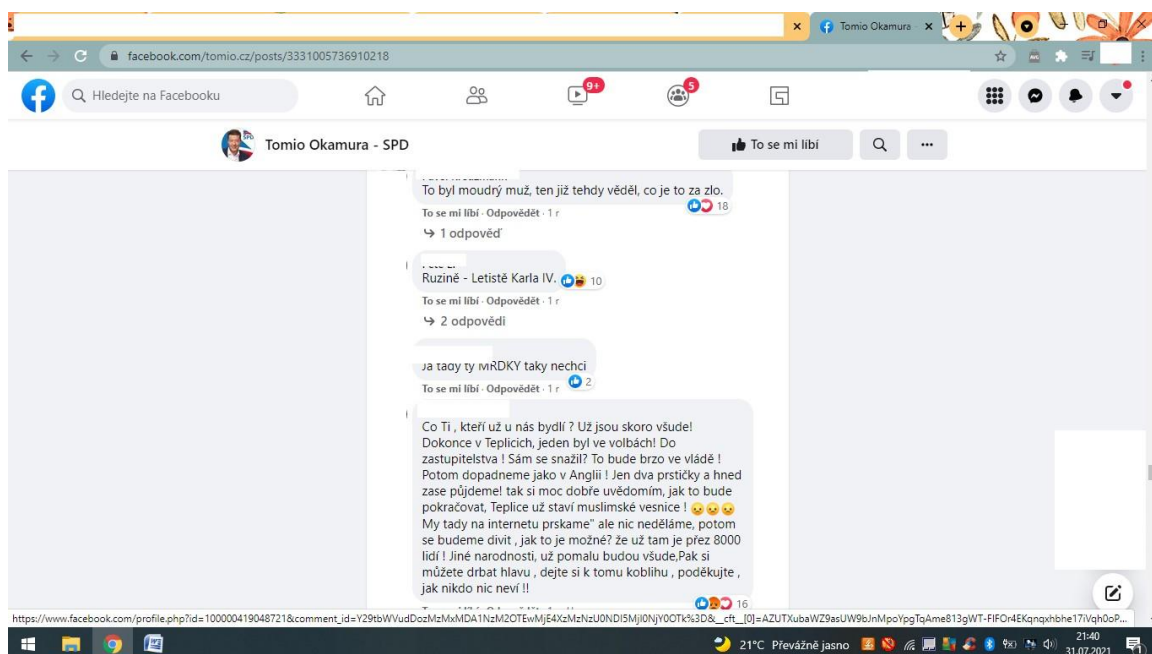 Tomio Okamura
facebook.com/tomio.cz/posts/3331005736910218
Hledejte na Facebooku
9+
5
SPD
Tomio Okamura - SPD
To se mi líbí
To byl moudrý muž, ten již tehdy věděl, co je to za zlo.
18
To se mi líbí · Odpovědět · 1 r
1 odpověď
Ruzině - Letistě Karla IV.
10
To se mi líbí · Odpovědět · 1 r
2 odpovědi
Ja tady ty MRDKY taky nechci
2
To se mi líbí · Odpovědět · 1 r
Co Ti , kteří už u nás bydlí ? Už jsou skoro všude!
Dokonce v Teplicich, jeden byl ve volbách! Do
zastupitelstva ! Sám se snažil? To bude brzo ve vládě !
Potom dopadneme jako v Anglii ! Jen dva prstičky a hned
zase půjdeme! tak si moc dobře uvědomím, jak to bude
pokračovat, Teplice už staví muslimské vesnice ! 😠😠😠
My tady na internetu prskame" ale nic neděláme, potom
se budeme divit , jak to je možné? že už tam je přez 8000
lidí ! Jiné narodnosti, už pomalu budou všude,Pak si
můžete drbat hlavu , dejte si k tomu koblihu , poděkujte ,
jak nikdo nic neví !!
16
21°C Převážně jasno
21:40
31.07.2021